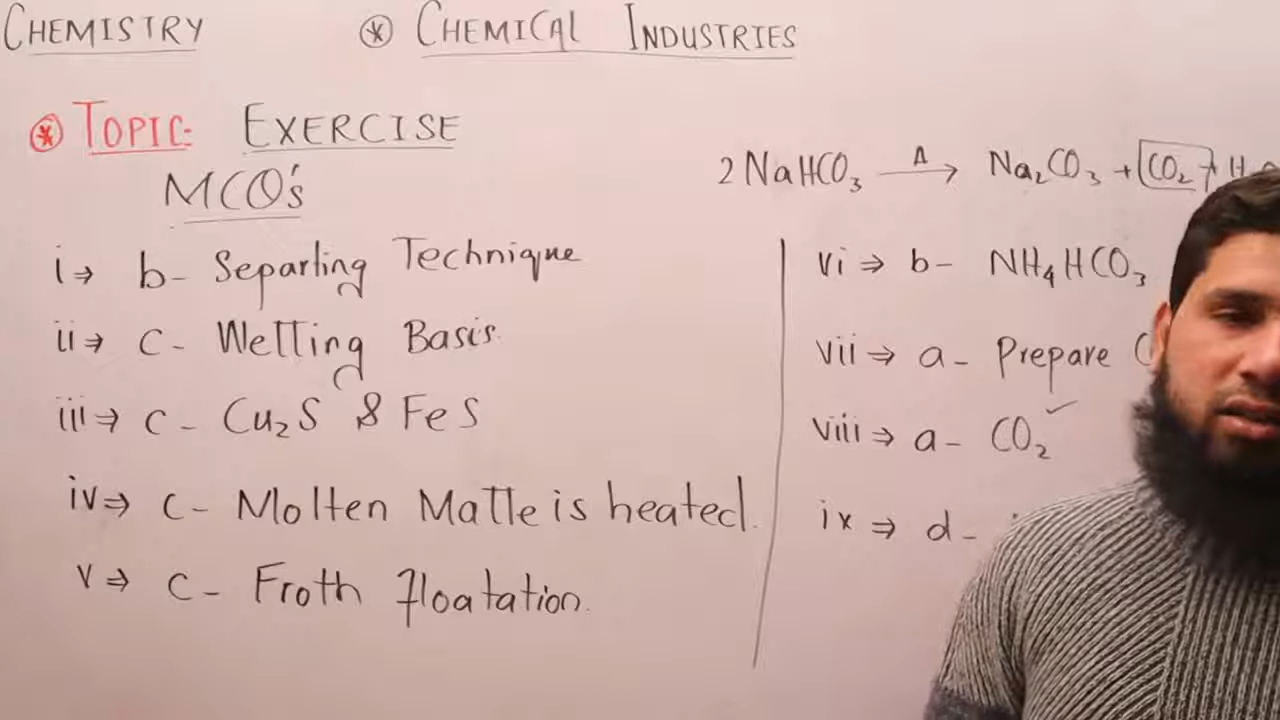 CHEMISTRY
⊛ CHEMICAL INDUSTRIES
⊛ TOPIC: EXERCISE
MCQ's
i ⇒ b- Separting Technique
ii ⇒ c- Wetting Basis.
iii ⇒ c- Cu₂S & FeS
iv ⇒ c- Molten Matte is heated.
v ⇒ c- Froth floatation.
2NaHCO₃ —Δ→ Na₂CO₃ + CO₂ +
vi ⇒ b- NH₄HCO₃
vii ⇒ a- Prepare
viii ⇒ a- CO₂ ✓
ix ⇒ d-